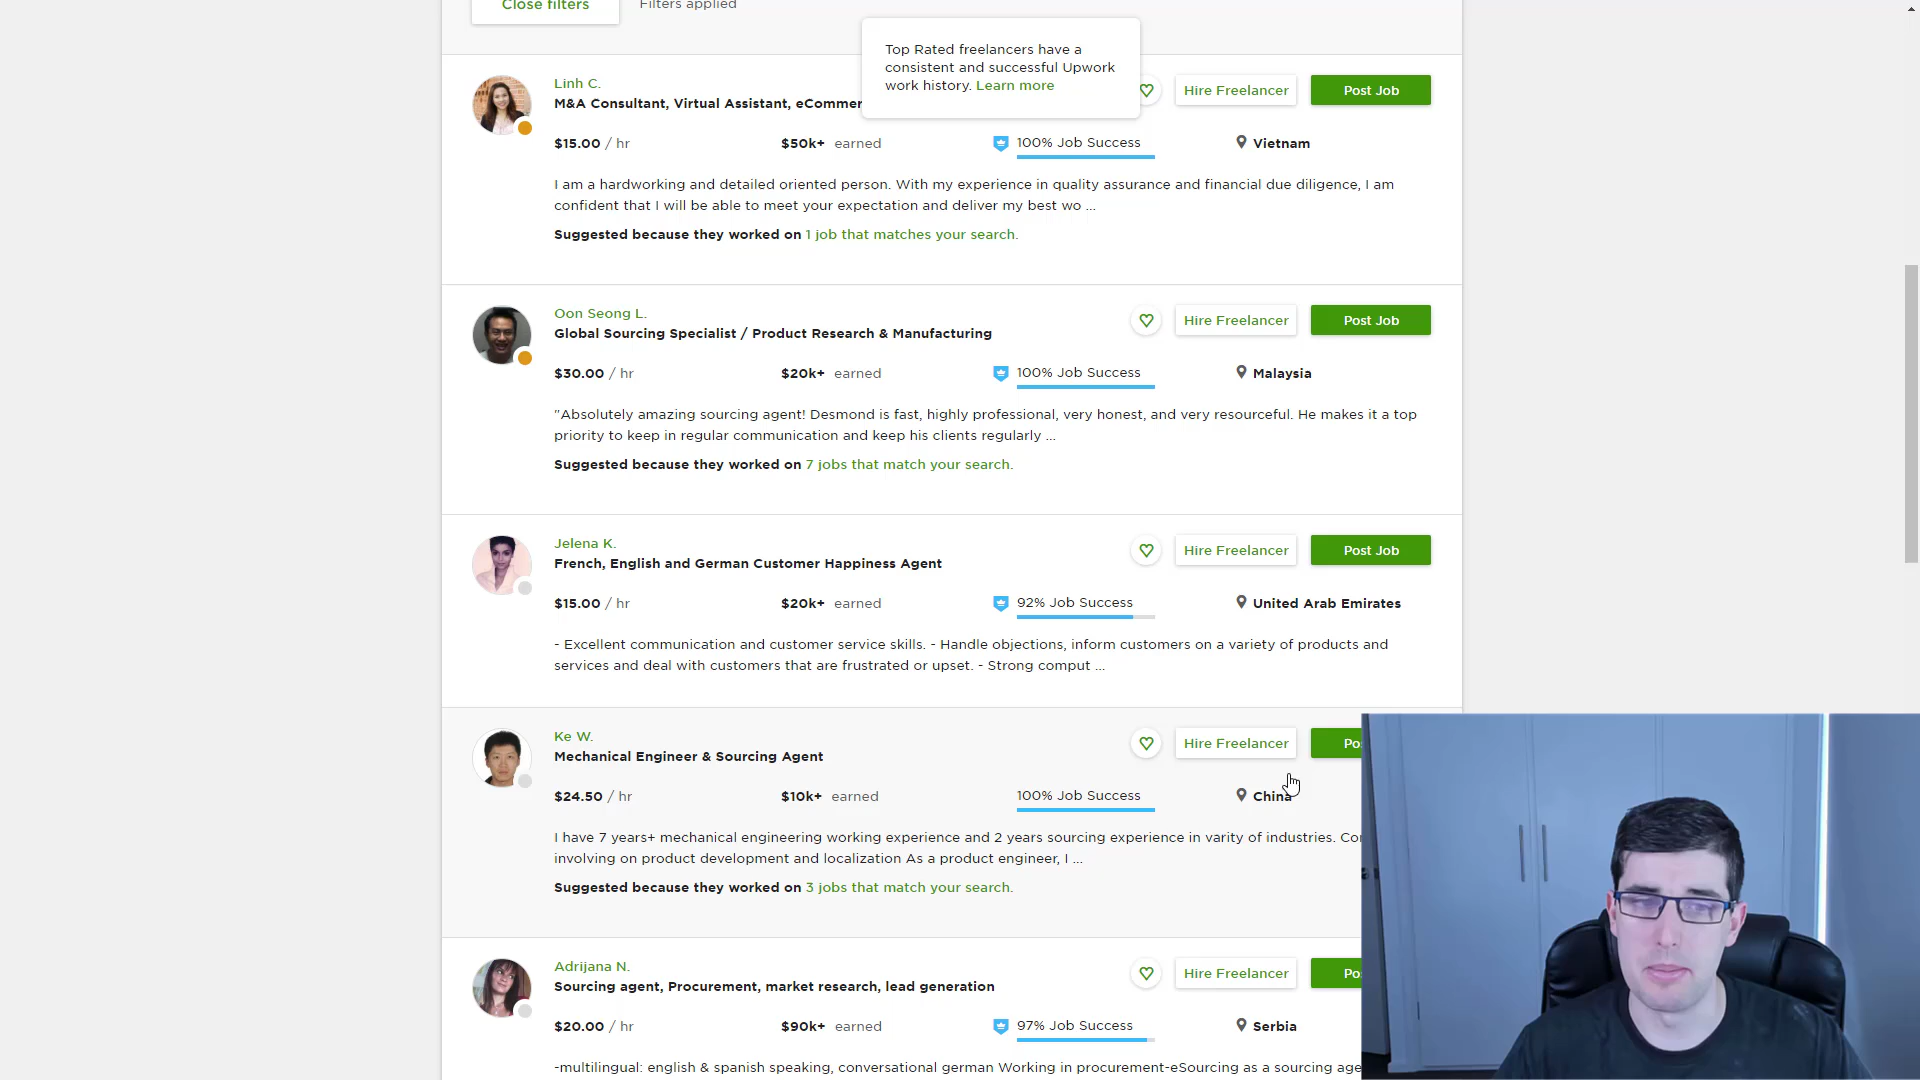 Close filters
Filters applied
Top Rated freelancers have a
consistent and successful Upwork
work history. Learn more
Linh C.
M&A Consultant, Virtual Assistant, eCommer
Hire Freelancer
Post Job
$15.00 / hr
$50k+ earned
100% Job Success
Vietnam
I am a hardworking and detailed oriented person. With my experience in quality assurance and financial due diligence, I am
confident that I will be able to meet your expectation and deliver my best wo ...
Suggested because they worked on 1 job that matches your search.
Oon Seong L.
Global Sourcing Specialist / Product Research & Manufacturing
Hire Freelancer
Post Job
$30.00 / hr
$20k+ earned
100% Job Success
Malaysia
"Absolutely amazing sourcing agent! Desmond is fast, highly professional, very honest, and very resourceful. He makes it a top
priority to keep in regular communication and keep his clients regularly ...
Suggested because they worked on 7 jobs that match your search.
Jelena K.
French, English and German Customer Happiness Agent
Hire Freelancer
Post Job
$15.00 / hr
$20k+ earned
92% Job Success
United Arab Emirates
- Excellent communication and customer service skills. - Handle objections, inform customers on a variety of products and
services and deal with customers that are frustrated or upset. - Strong comput ...
Ke W.
Mechanical Engineer & Sourcing Agent
Hire Freelancer
Po
$24.50 / hr
$10k+ earned
100% Job Success
China
I have 7 years+ mechanical engineering working experience and 2 years sourcing experience in varity of industries. Co
involving on product development and localization As a product engineer, I ...
Suggested because they worked on 3 jobs that match your search.
Adrijana N.
Sourcing agent, Procurement, market research, lead generation
Hire Freelancer
Po
$20.00 / hr
$90k+ earned
97% Job Success
Serbia
-multilingual: english & spanish speaking, conversational german Working in procurement-eSourcing as a sourcing age